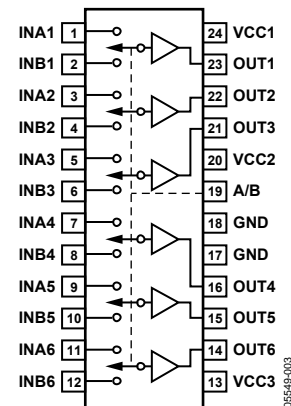 INA1 1 24 VCC1
INB1 2 23 OUT1
INA2 3 22 OUT2
INB2 4 21 OUT3
INA3 5 20 VCC2
INB3 6 19 A/B
INA4 7 18 GND
INB4 8 17 GND
INA5 9 16 OUT4
INB5 10 15 OUT5
INA6 11 14 OUT6
INB6 12 13 VCC3
05549-003